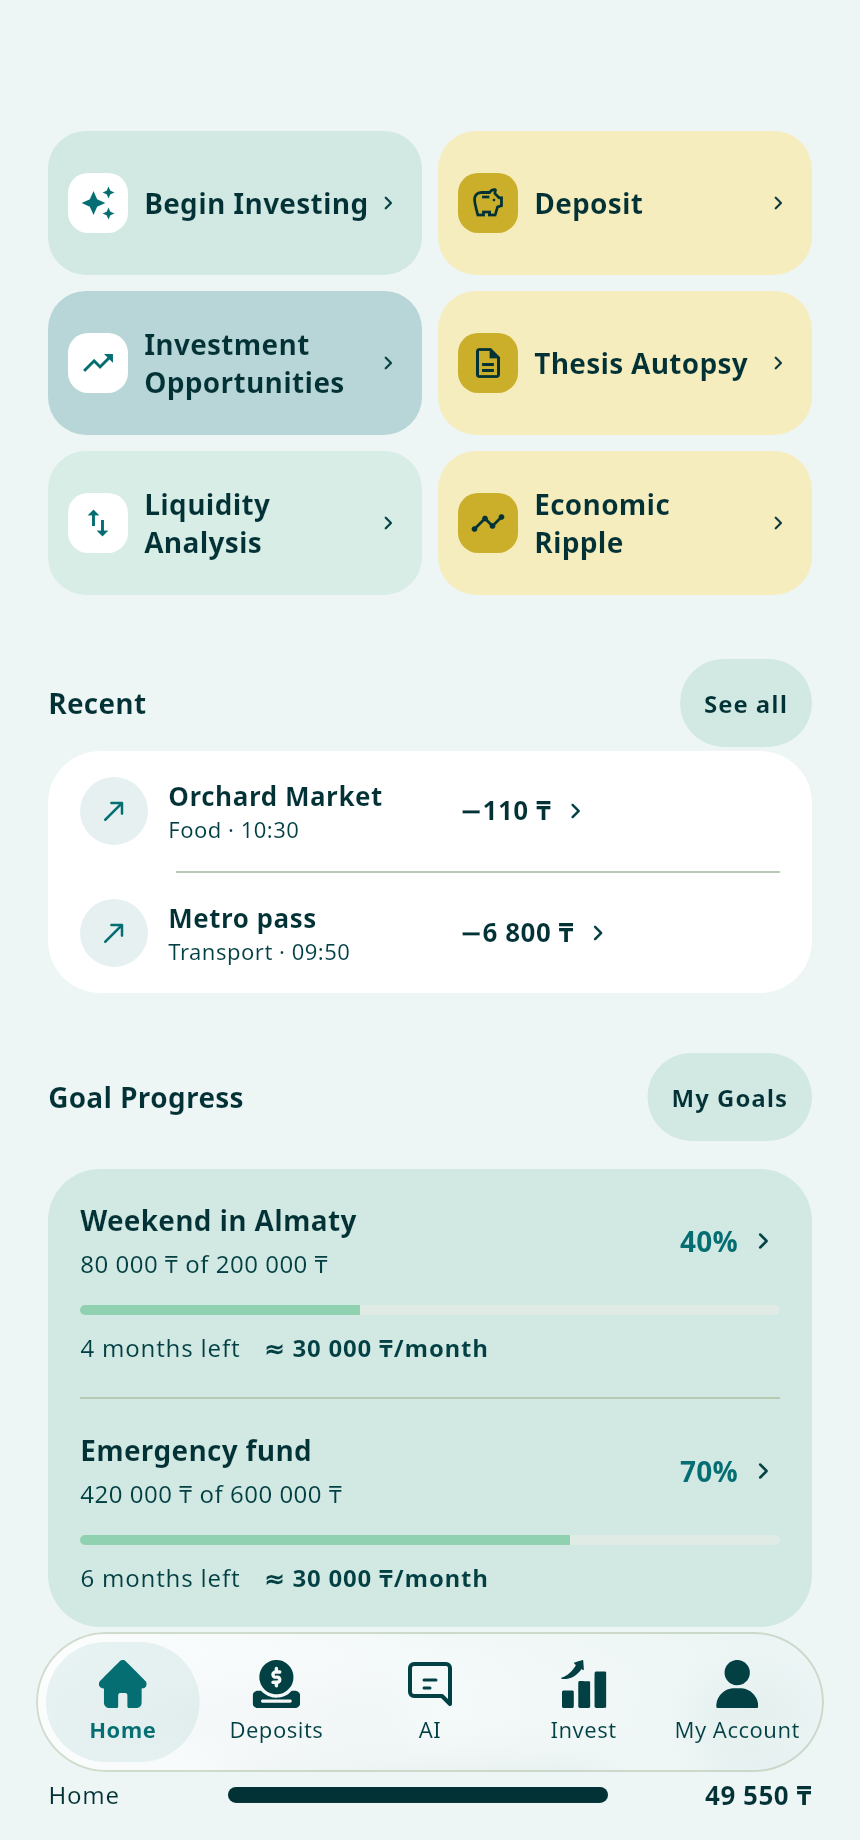 Begin Investing
Deposit
Investment
Opportunities
Thesis Autopsy
Liquidity
Analysis
Economic
Ripple
Recent
See all
Orchard Market
Food · 10:30
−110 ₸
Metro pass
Transport · 09:50
−6 800 ₸
Goal Progress
My Goals
Weekend in Almaty
80 000 ₸ of 200 000 ₸
40%
4 months left ≈ 30 000 ₸/month
Emergency fund
420 000 ₸ of 600 000 ₸
70%
6 months left ≈ 30 000 ₸/month
Home
Deposits
AI
Invest
My Account
Home
49 550 ₸